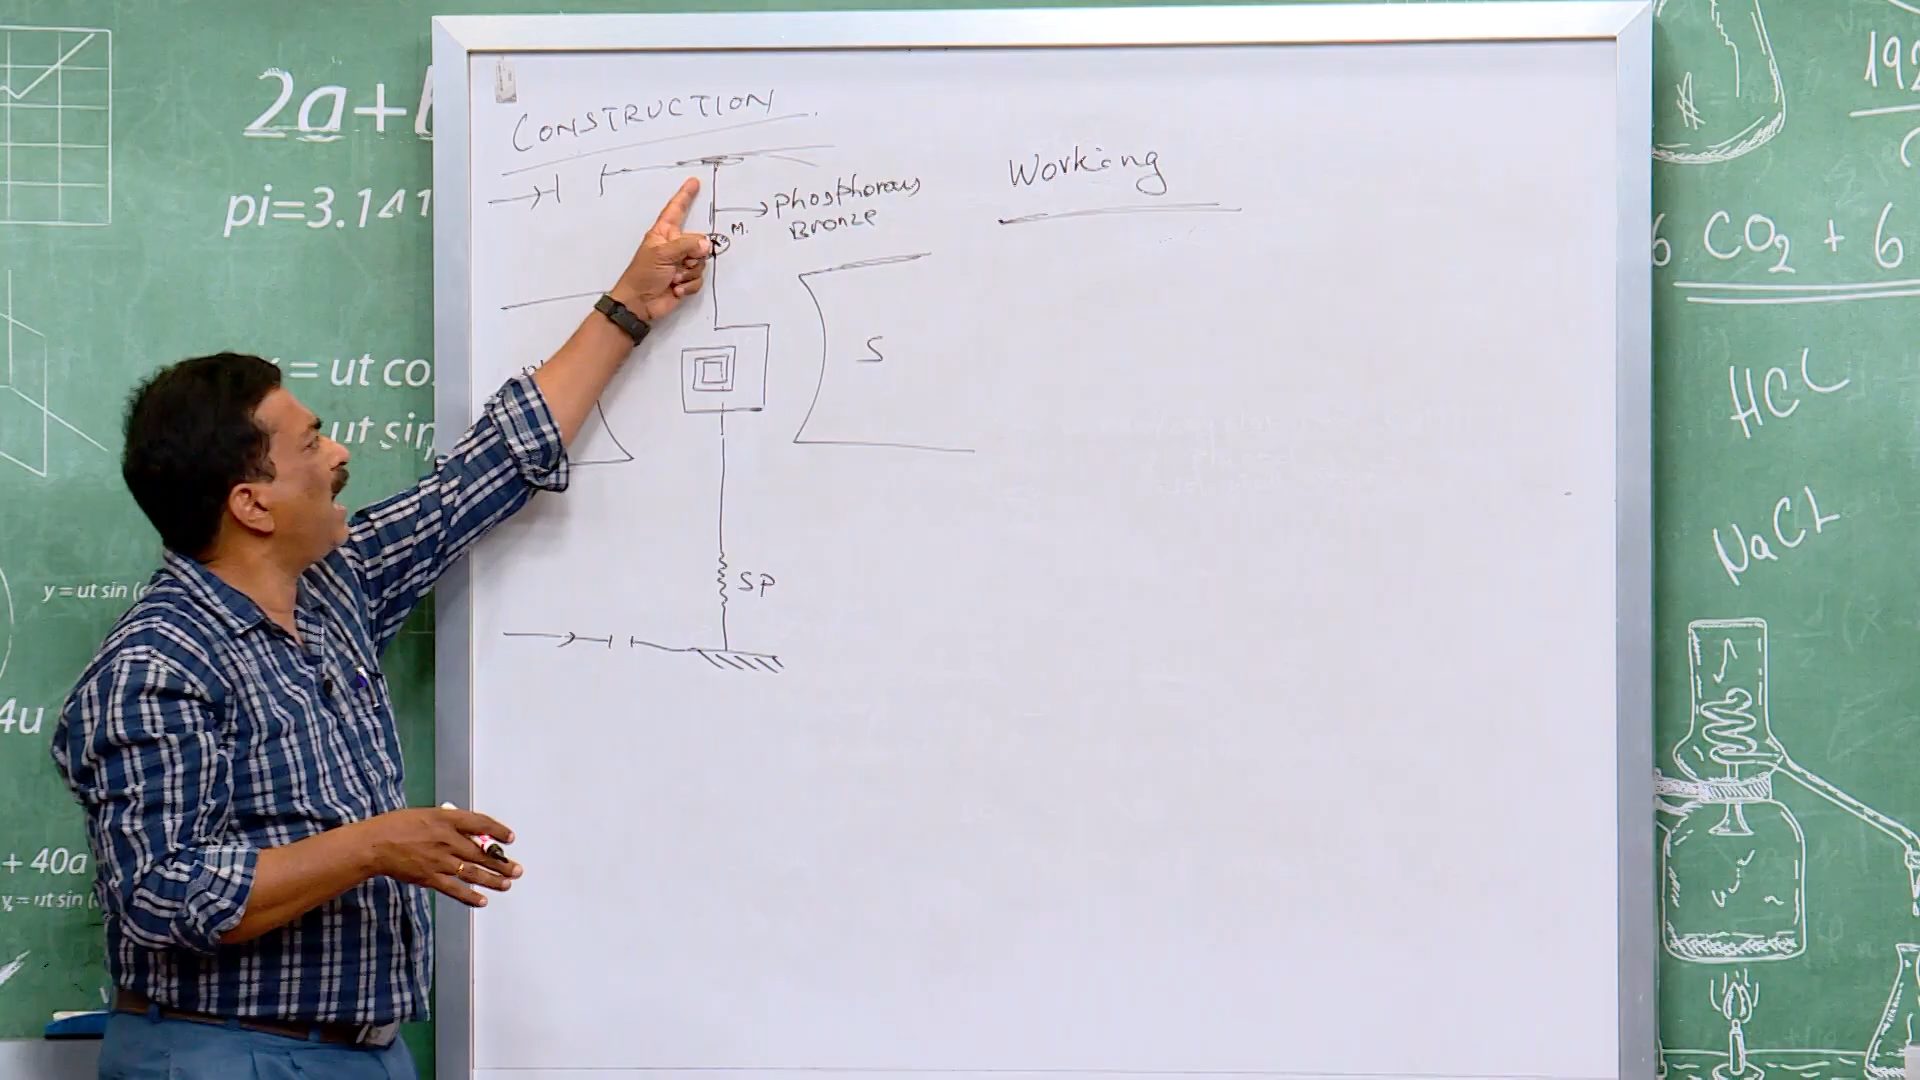 CONSTRUCTION
Working
Phosphorous
Bronze
M.
S
SP
2a+
pi=3.141
= ut co
ut sin
y = ut sin (
4u
+ 40a
y = ut sin (
192
6 CO₂ + 6
HCL
NaCL